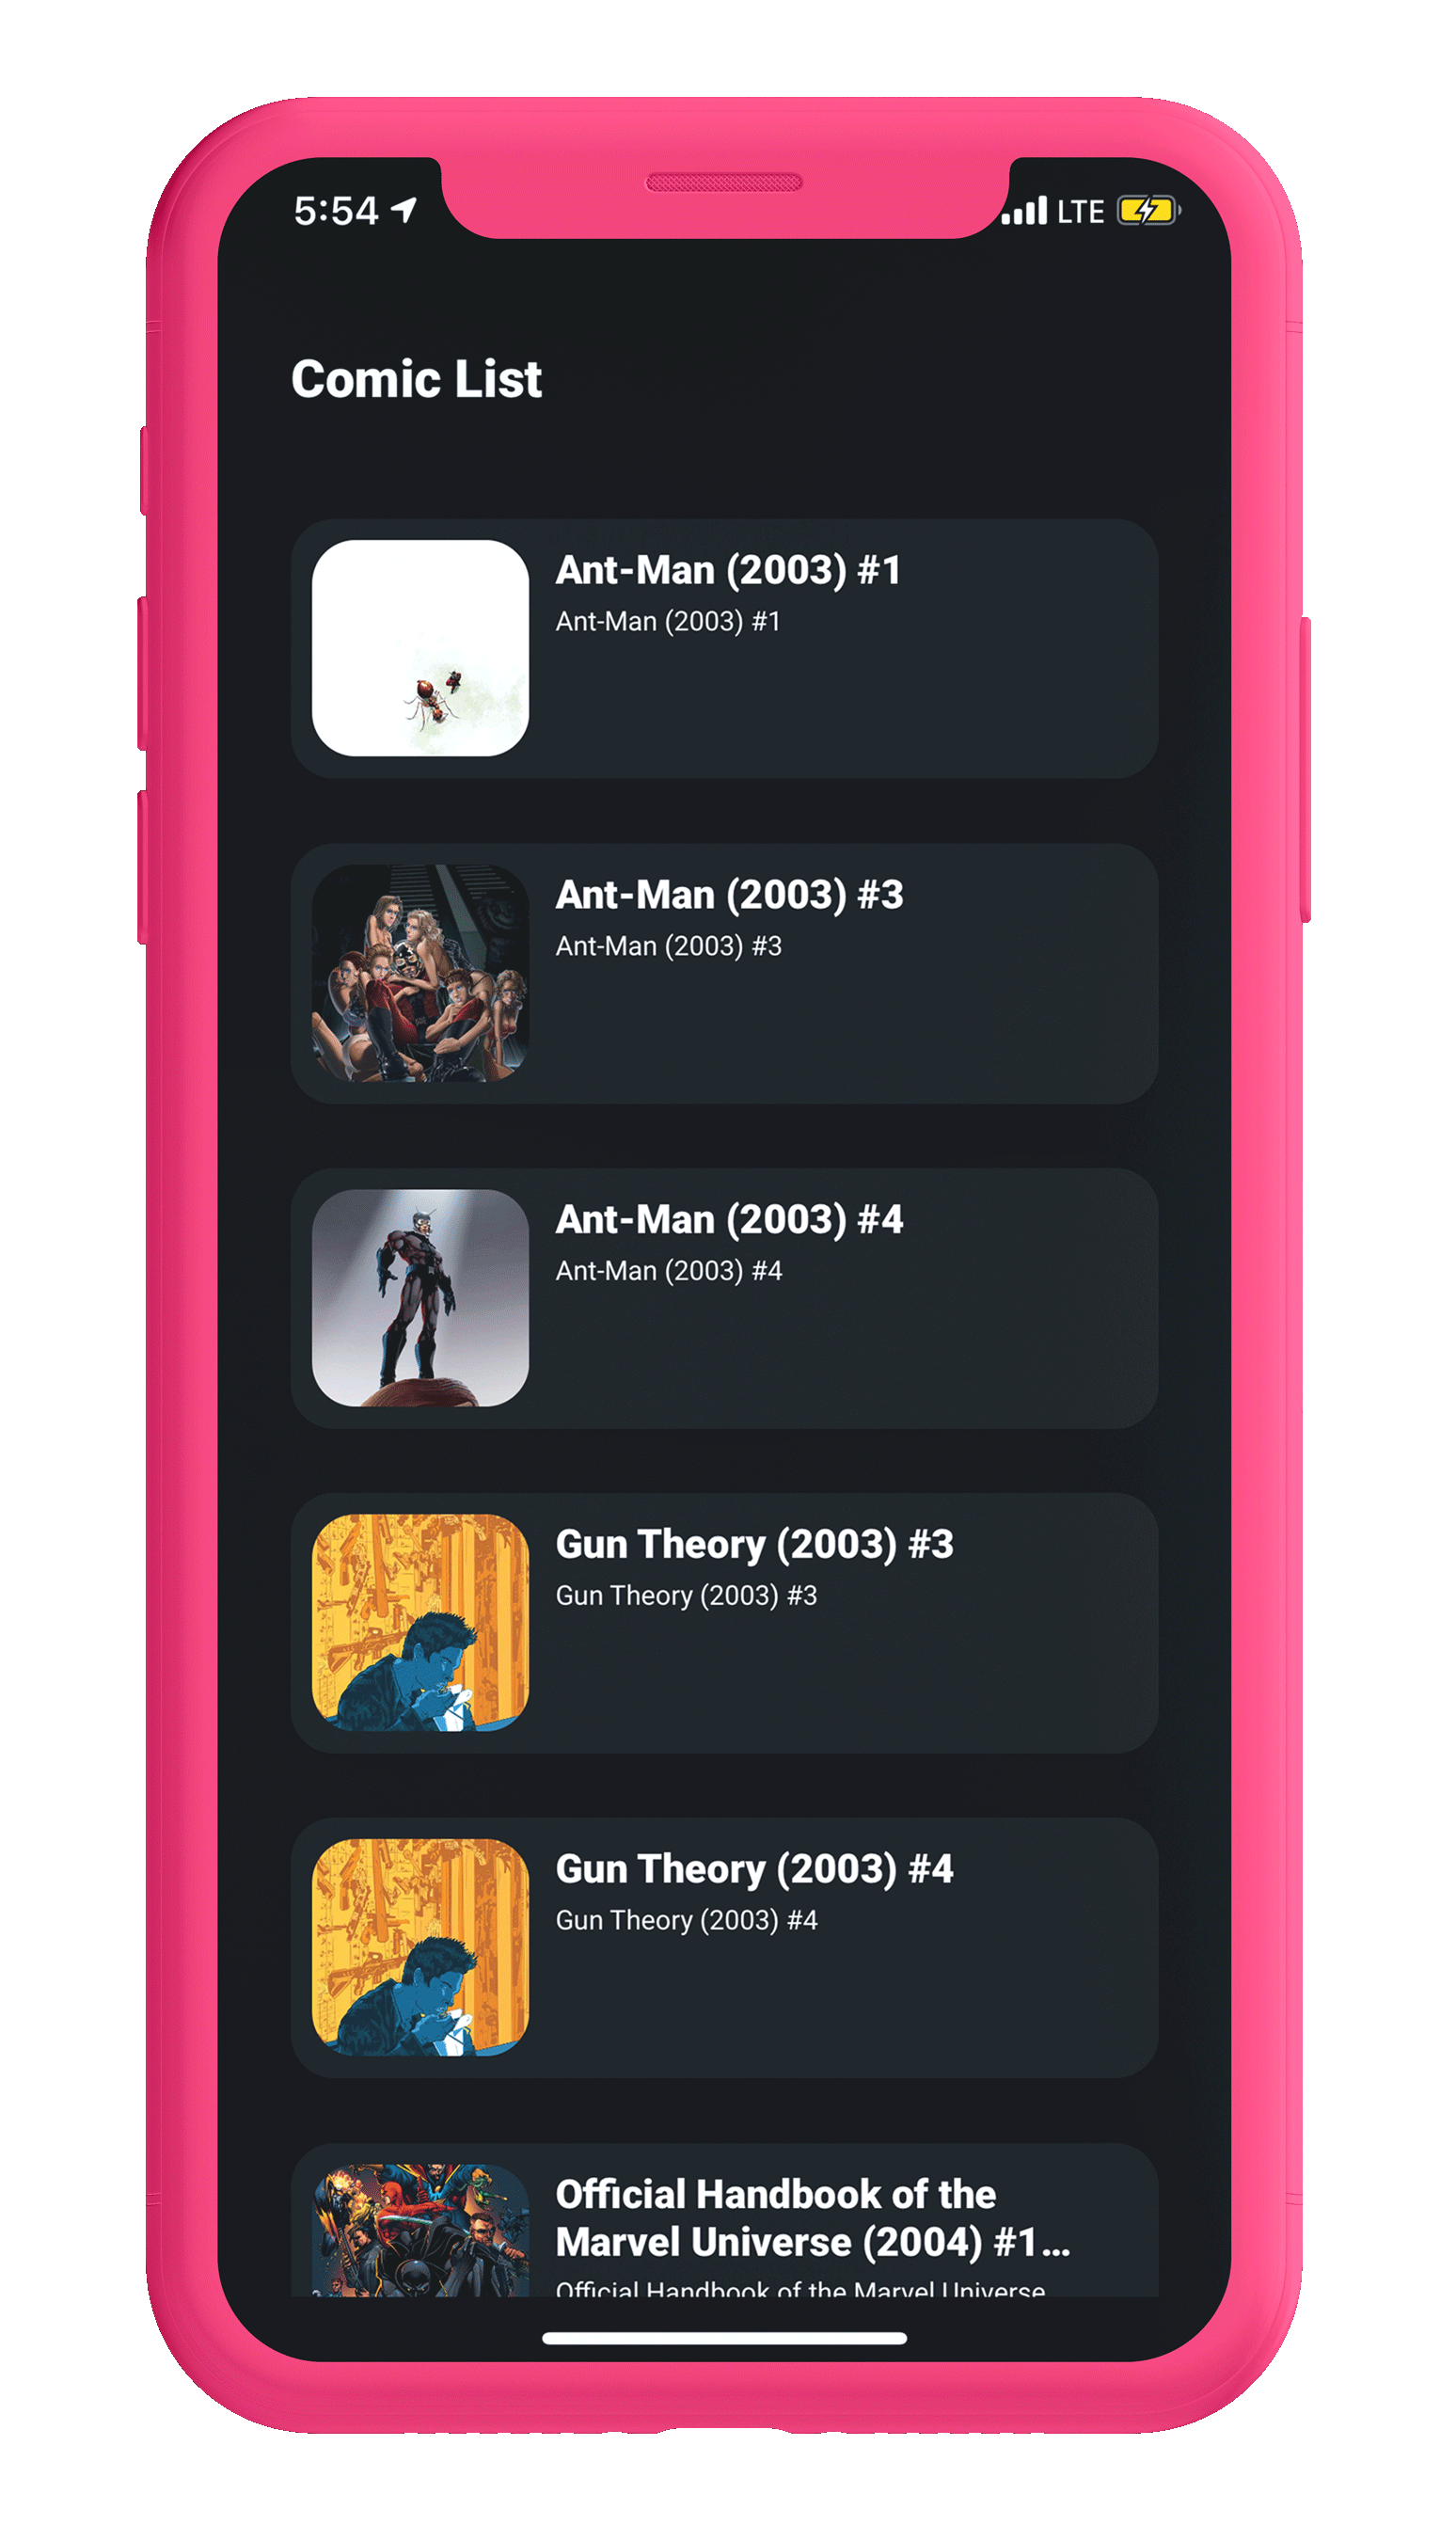 5:54 LTE
Comic List
Ant-Man (2003) #1
Ant-Man (2003) #1
Ant-Man (2003) #3
Ant-Man (2003) #3
Ant-Man (2003) #4
Ant-Man (2003) #4
Gun Theory (2003) #3
Gun Theory (2003) #3
Gun Theory (2003) #4
Gun Theory (2003) #4
Official Handbook of the
Marvel Universe (2004) #1...
Official Handbook of the Marvel Universe